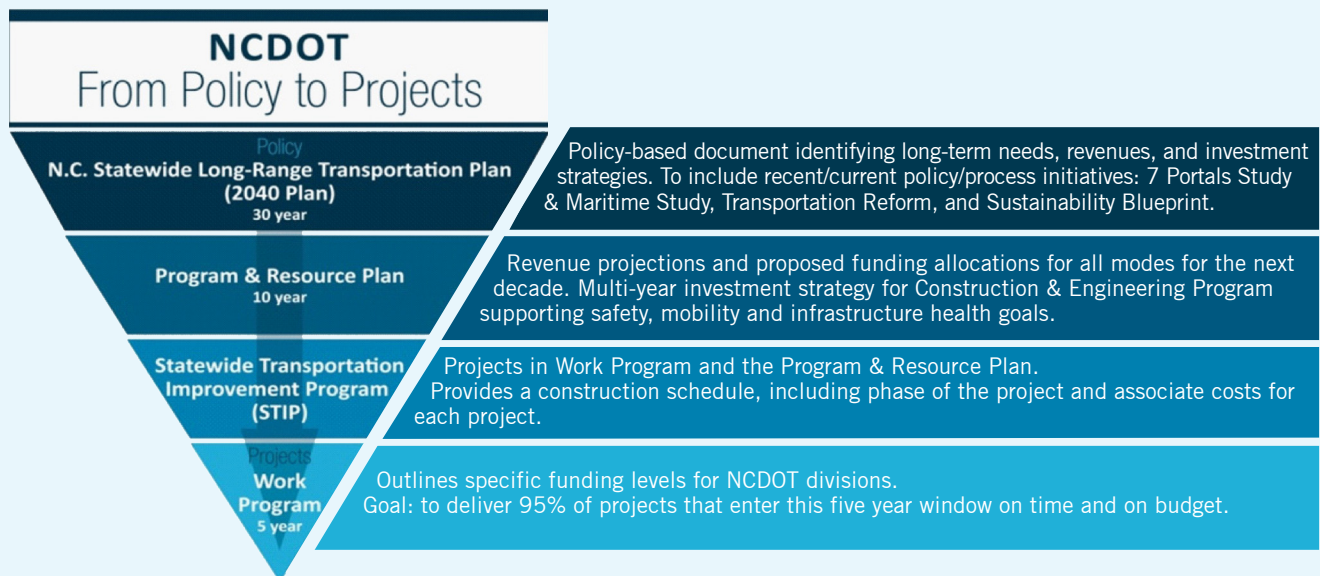 NCDOT
From Policy to Projects
Policy
N.C. Statewide Long-Range Transportation Plan
(2040 Plan)
30 year
Policy-based document identifying long-term needs, revenues, and investment
strategies. To include recent/current policy/process initiatives: 7 Portals Study
& Maritime Study, Transportation Reform, and Sustainability Blueprint.
Program & Resource Plan
10 year
Revenue projections and proposed funding allocations for all modes for the next
decade. Multi-year investment strategy for Construction & Engineering Program
supporting safety, mobility and infrastructure health goals.
Statewide Transportation
Improvement Program
(STIP)
Projects in Work Program and the Program & Resource Plan.
Provides a construction schedule, including phase of the project and associate costs for
each project.
Projects
Work
Program
5 year
Outlines specific funding levels for NCDOT divisions.
Goal: to deliver 95% of projects that enter this five year window on time and on budget.